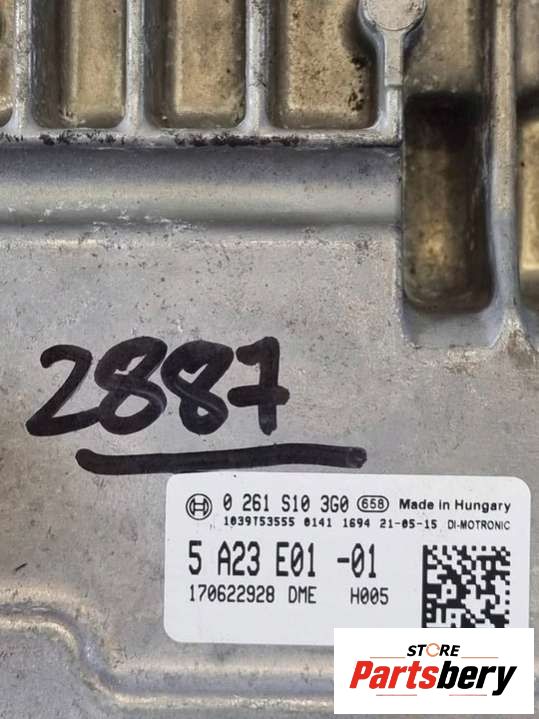 2887
0 261 S10 3G0 658 Made in Hungary
1039T53555 0141 1694 21-05-15 DI-MOTRONIC
5 A23 E01 -01
170622928 DME H005
STORE
Partsbery